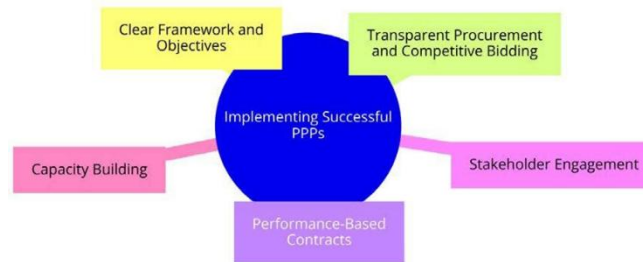 Clear Framework and
Objectives
Transparent Procurement
and Competitive Bidding
Implementing Successful
PPPs
Capacity Building
Stakeholder Engagement
Performance-Based
Contracts